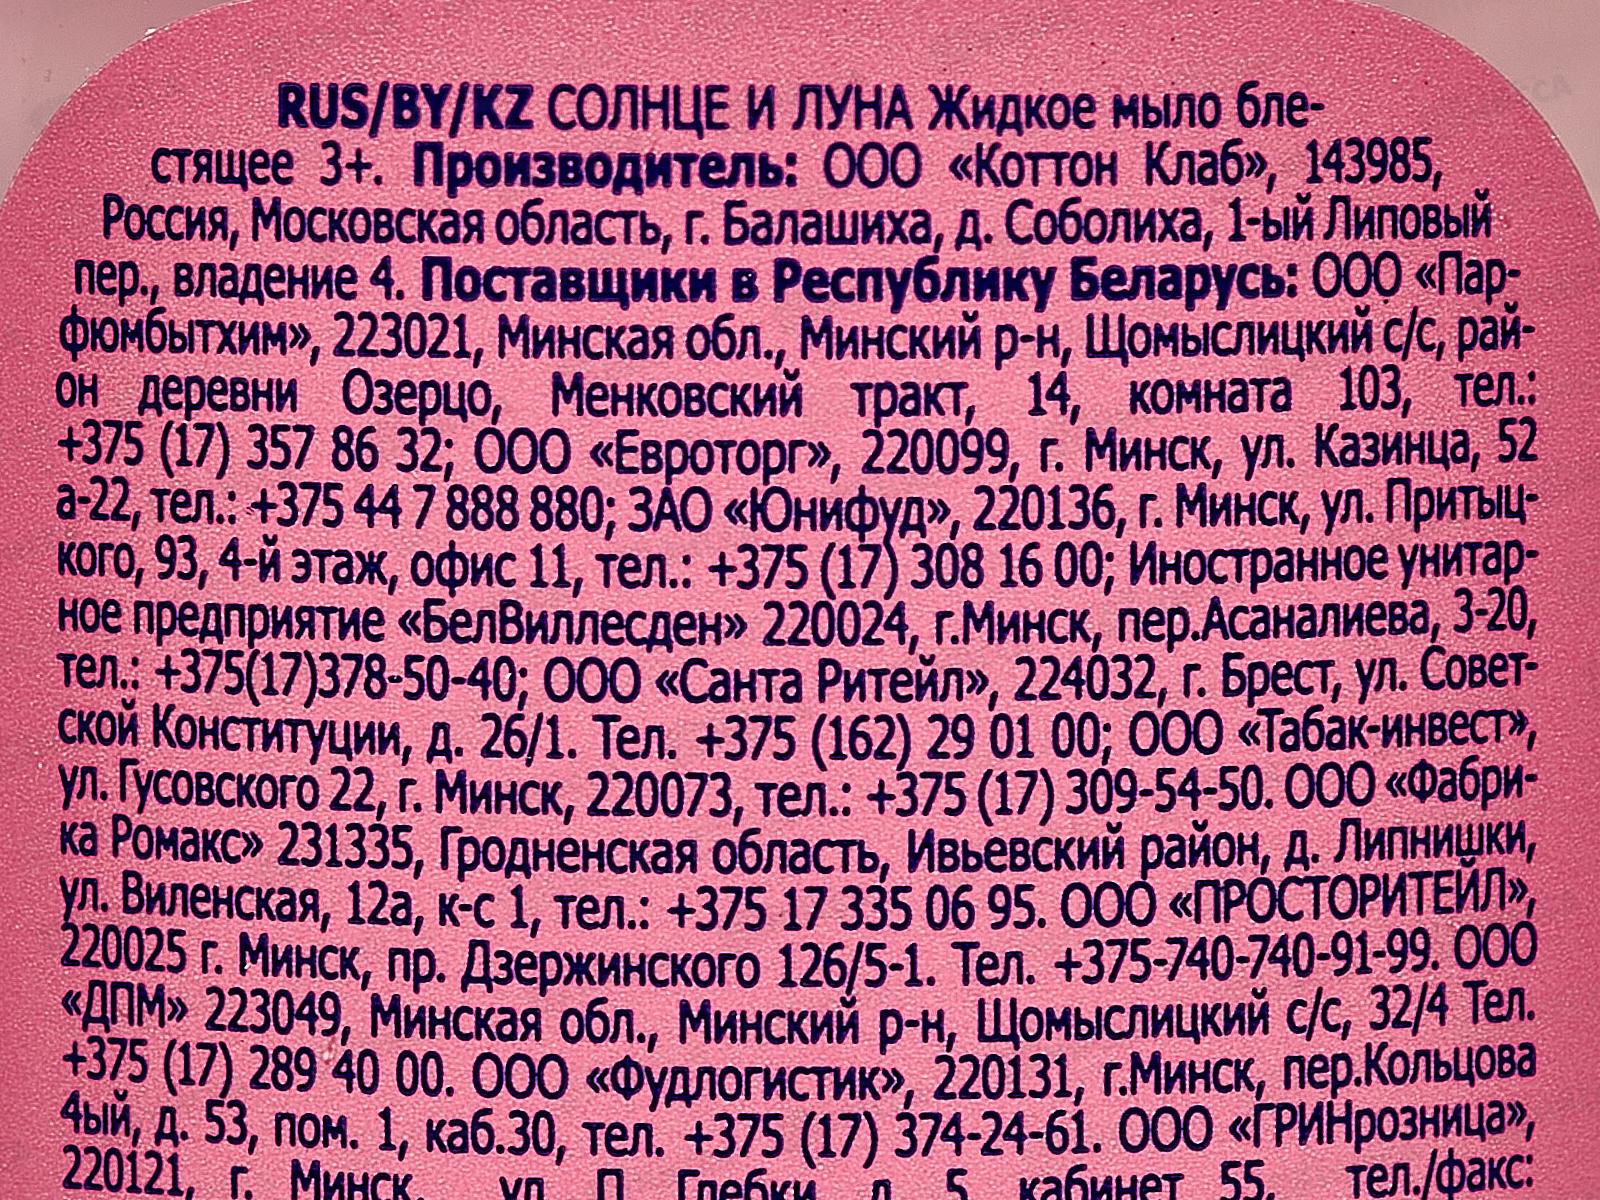 RUS/BY/KZ СОЛНЦЕ И ЛУНА Жидкое мыло бле-
стящее 3+. Производитель: ООО «Коттон Клаб», 143985,
Россия, Московская область, г. Балашиха, д. Соболиха, 1-ый Липовый
пер., владение 4. Поставщики в Республику Беларусь: ООО «Пар-
фюмбытхим», 223021, Минская обл., Минский р-н, Щомыслицкий с/с, рай-
он деревни Озерцо, Менковский тракт, 14, комната 103, тел.:
+375 (17) 357 86 32; ООО «Евроторг», 220099, г. Минск, ул. Казинца, 52
а-22, тел.: +375 44 7 888 880; ЗАО «Юнифуд», 220136, г. Минск, ул. Притыц-
кого, 93, 4-й этаж, офис 11, тел.: +375 (17) 308 16 00; Иностранное унитар-
ное предприятие «БелВиллесден» 220024, г.Минск, пер.Асаналиева, 3-20,
тел.: +375(17)378-50-40; ООО «Санта Ритейл», 224032, г. Брест, ул. Совет-
ской Конституции, д. 26/1. Тел. +375 (162) 29 01 00; ООО «Табак-инвест»,
ул. Гусовского 22, г. Минск, 220073, тел.: +375 (17) 309-54-50. ООО «Фабри-
ка Ромакс» 231335, Гродненская область, Ивьевский район, д. Липнишки,
ул. Виленская, 12а, к-с 1, тел.: +375 17 335 06 95. ООО «ПРОСТОРИТЕЙЛ»,
220025 г. Минск, пр. Дзержинского 126/5-1. Тел. +375-740-740-91-99. ООО
«ДПМ» 223049, Минская обл., Минский р-н, Щомыслицкий с/с, 32/4 Тел.
+375 (17) 289 40 00. ООО «Фудлогистик», 220131, г.Минск, пер.Кольцова
4ый, д. 53, пом. 1, каб.30, тел. +375 (17) 374-24-61. ООО «ГРИНрозница»,
220121, г. Минск, ул П. Глебки, д. 5, кабинет 55, тел./факс: